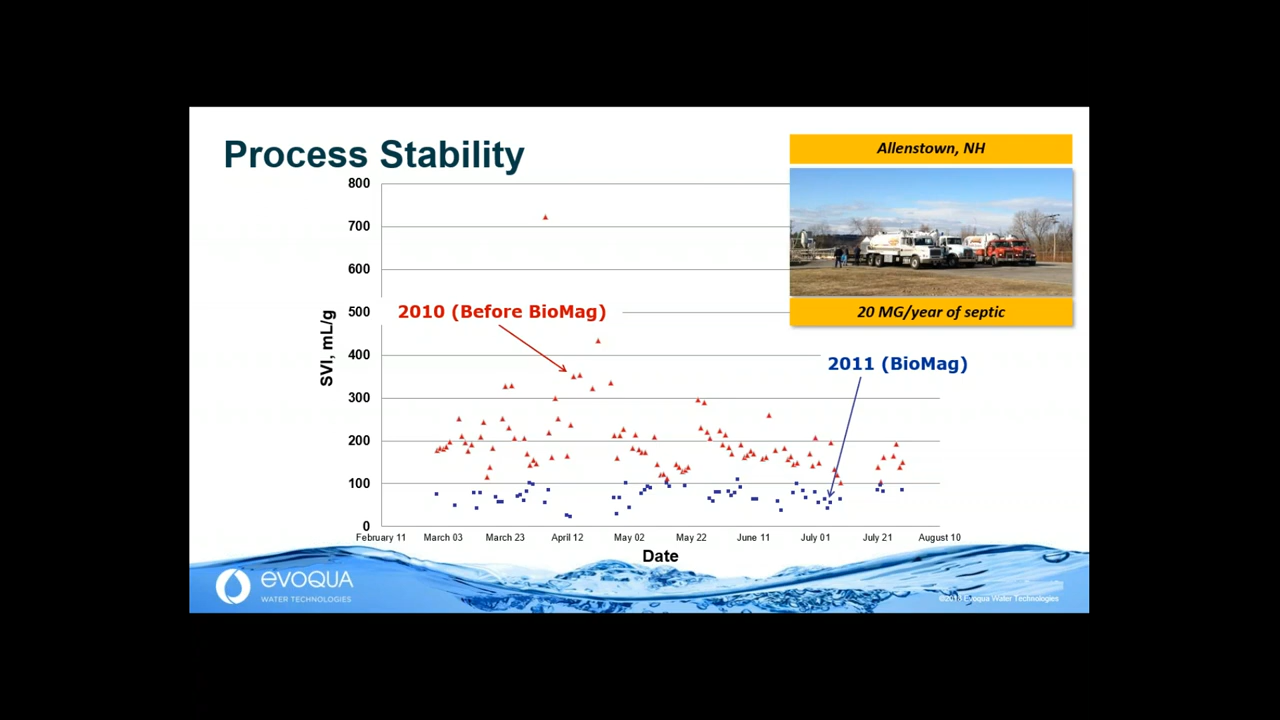 Process Stability
Allenstown, NH
20 MG/year of septic
800
700
600
500
400
300
200
100
0
SVI, mL/g
2010 (Before BioMag)
2011 (BioMag)
February 11
March 03
March 23
April 12
May 02
May 22
June 11
July 01
July 21
August 10
Date
evoqua
WATER TECHNOLOGIES